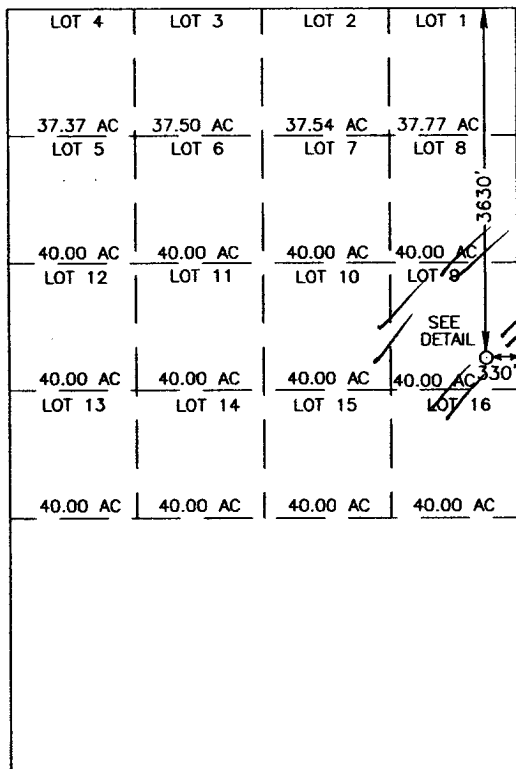 LOT 4 LOT 3 LOT 2 LOT 1
37.37 AC 37.50 AC 37.54 AC 37.77 AC
LOT 5 LOT 6 LOT 7 LOT 8
3630'
40.00 AC 40.00 AC 40.00 AC 40.00 AC
LOT 12 LOT 11 LOT 10 LOT 9
SEE
DETAIL
330'
40.00 AC 40.00 AC 40.00 AC 40.00 AC
LOT 13 LOT 14 LOT 15 LOT 16
40.00 AC 40.00 AC 40.00 AC 40.00 AC